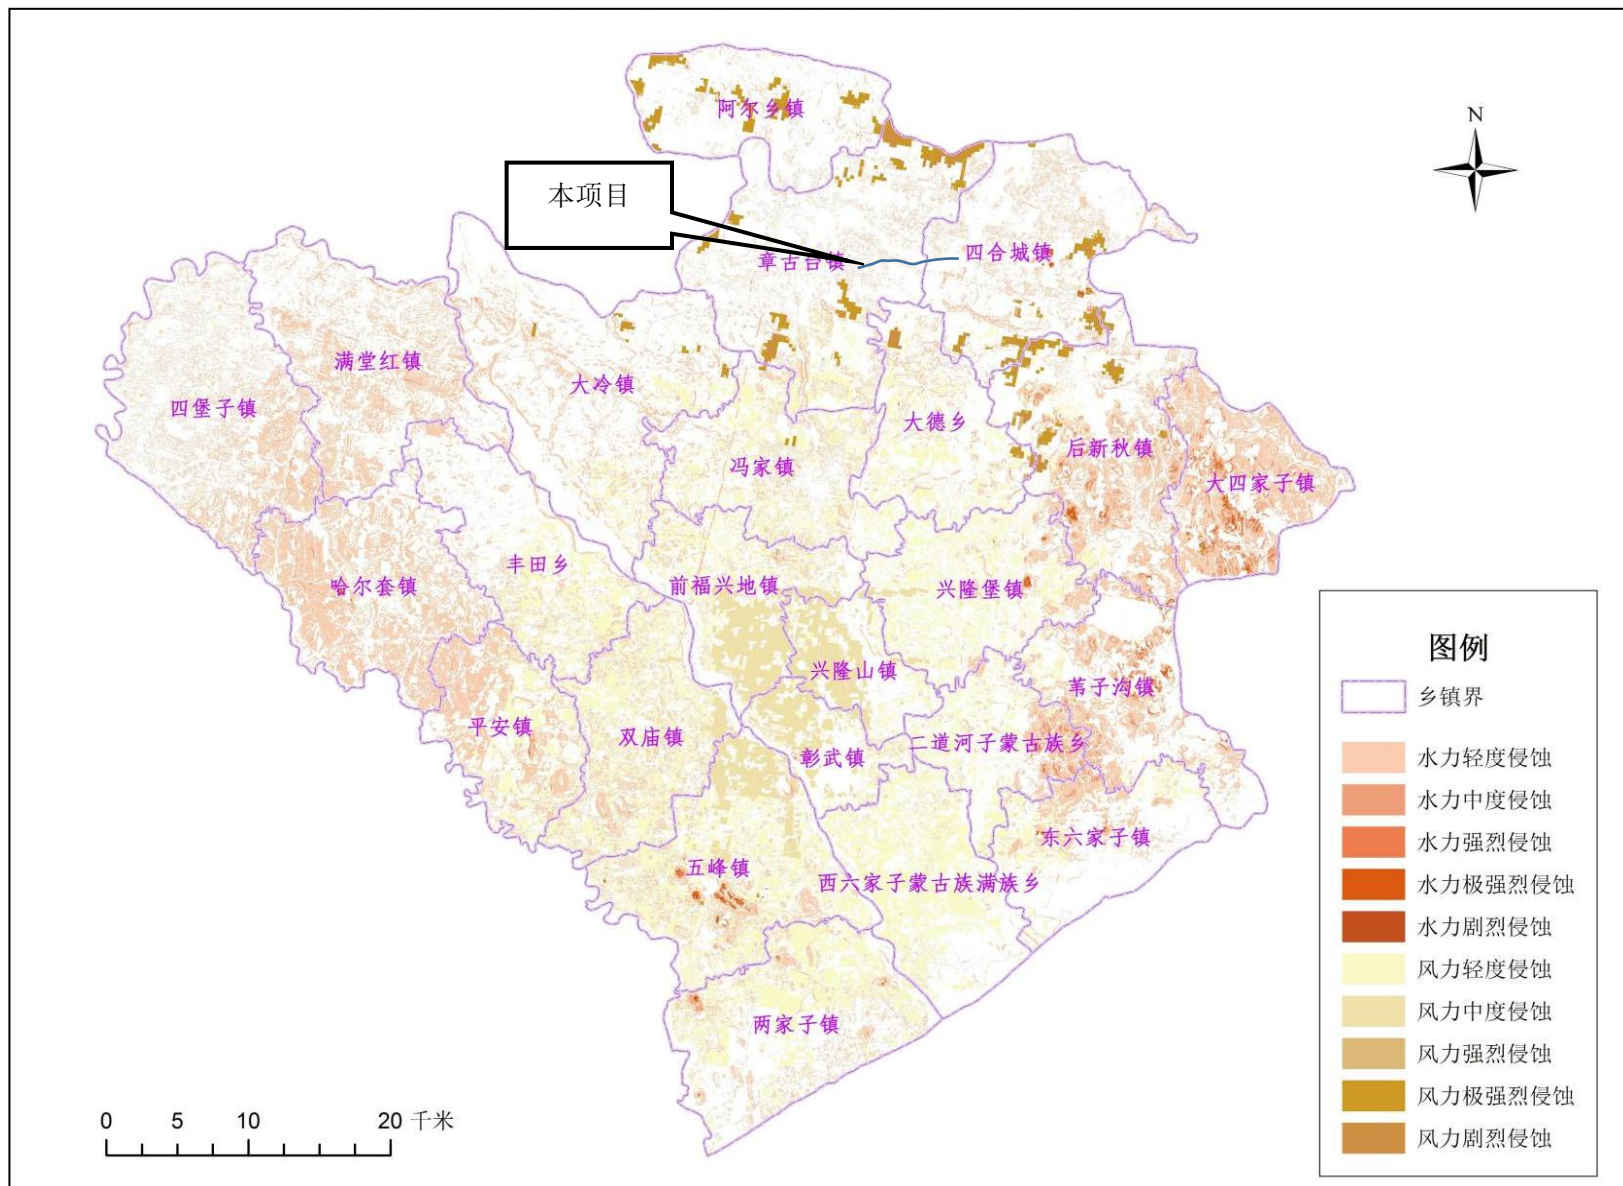 阿尔乡镇
N
本项目
章古台镇
四合城镇
满堂红镇
大冷镇
四堡子镇
大德乡
后新秋镇
冯家镇
大四家子镇
丰田乡
哈尔套镇
前福兴地镇
兴隆堡镇
兴隆山镇
苇子沟镇
平安镇
双庙镇
彰武镇
二道河子蒙古族乡
东六家子镇
五峰镇
西六家子蒙古族满族乡
两家子镇
0 5 10 20 千米
图例
乡镇界
水力轻度侵蚀
水力中度侵蚀
水力强烈侵蚀
水力极强烈侵蚀
水力剧烈侵蚀
风力轻度侵蚀
风力中度侵蚀
风力强烈侵蚀
风力极强烈侵蚀
风力剧烈侵蚀